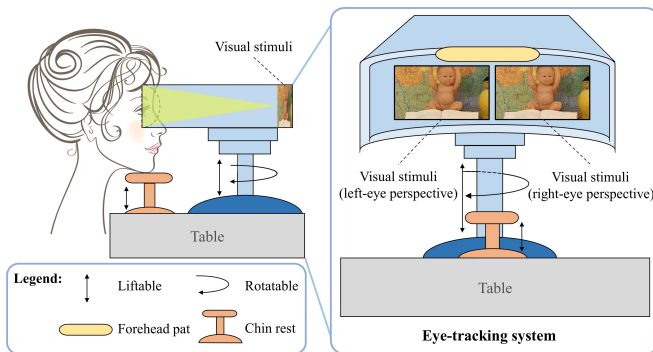 Visual stimuli
Table
Legend:
Liftable
Rotatable
Forehead pat
Chin rest
Visual stimuli
(left-eye perspective)
Visual stimuli
(right-eye perspective)
Table
Eye-tracking system